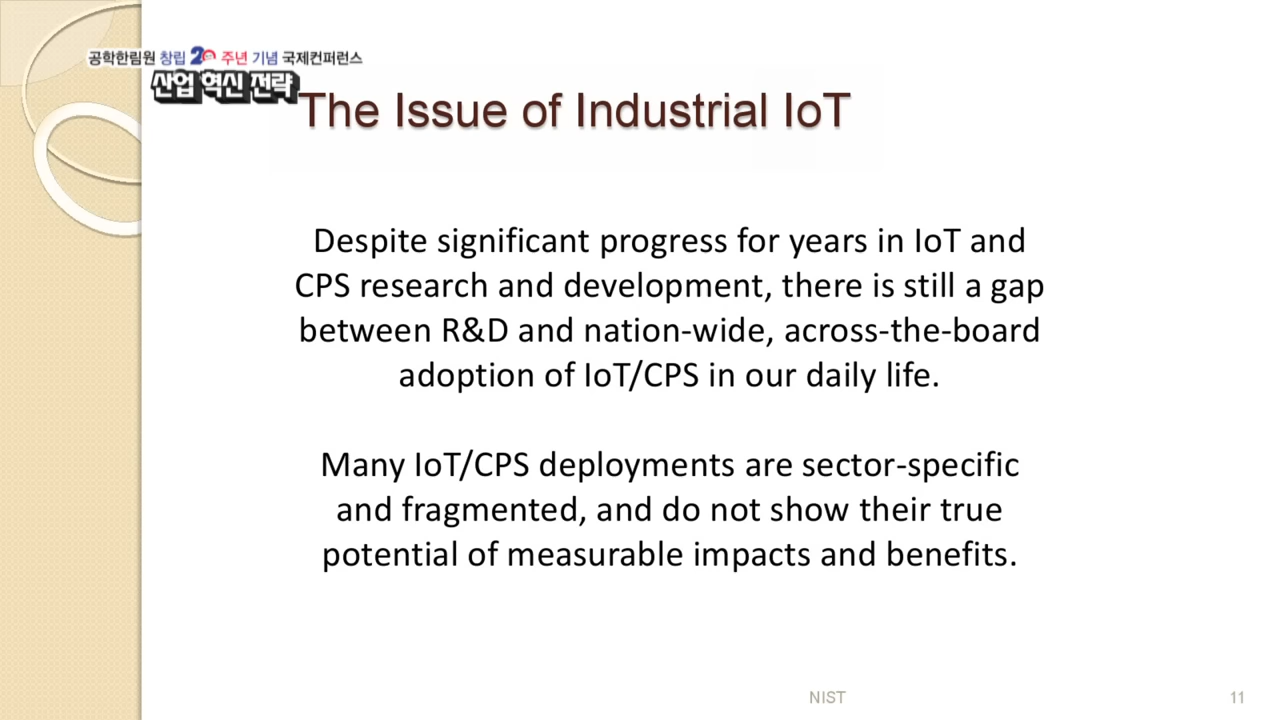 공학한림원 창립 20 주년 기념 국제컨퍼런스
산업 혁신 전략
The Issue of Industrial IoT
Despite significant progress for years in IoT and
CPS research and development, there is still a gap
between R&D and nation-wide, across-the-board
adoption of IoT/CPS in our daily life.
Many IoT/CPS deployments are sector-specific
and fragmented, and do not show their true
potential of measurable impacts and benefits.
NIST
11